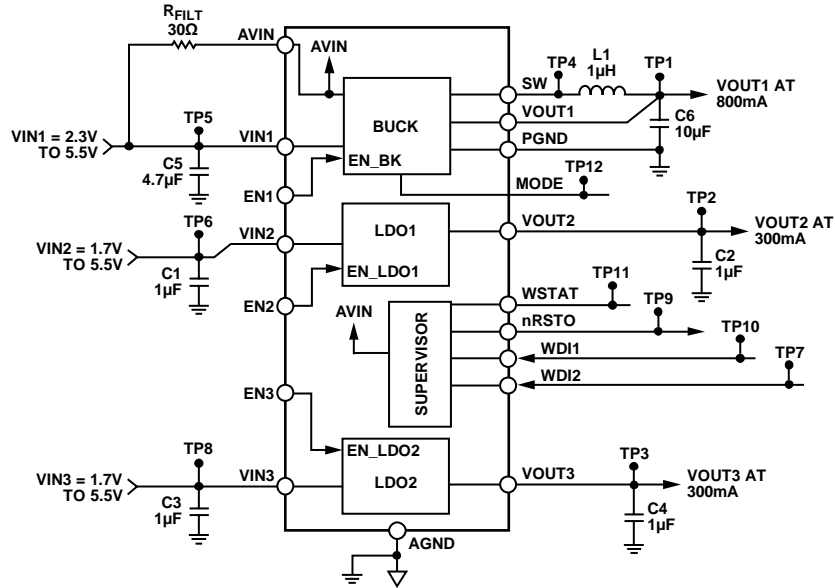 RFILT
30Ω
AVIN
AVIN
VIN1 = 2.3V
TO 5.5V
TP5
C5
4.7µF
VIN1
EN1
BUCK
EN_BK
SW
TP4
L1
1µH
TP1
VOUT1 AT
800mA
VOUT1
C6
10µF
PGND
MODE
TP12
VIN2 = 1.7V
TO 5.5V
TP6
C1
1µF
VIN2
EN2
LDO1
EN_LDO1
VOUT2
TP2
VOUT2 AT
300mA
C2
1µF
AVIN
SUPERVISOR
WSTAT
TP11
nRSTO
TP9
WDI1
TP10
WDI2
TP7
EN3
VIN3 = 1.7V
TO 5.5V
TP8
C3
1µF
VIN3
EN_LDO2
LDO2
VOUT3
TP3
VOUT3 AT
300mA
C4
1µF
AGND